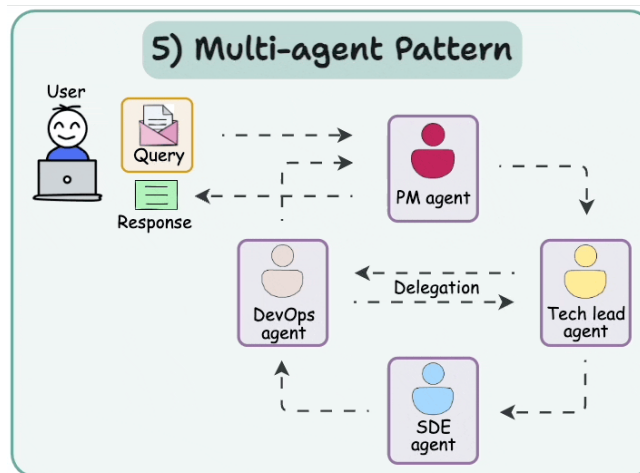 5) Multi-agent Pattern
User
Query
Response
PM agent
DevOps
agent
Delegation
Tech lead
agent
SDE
agent